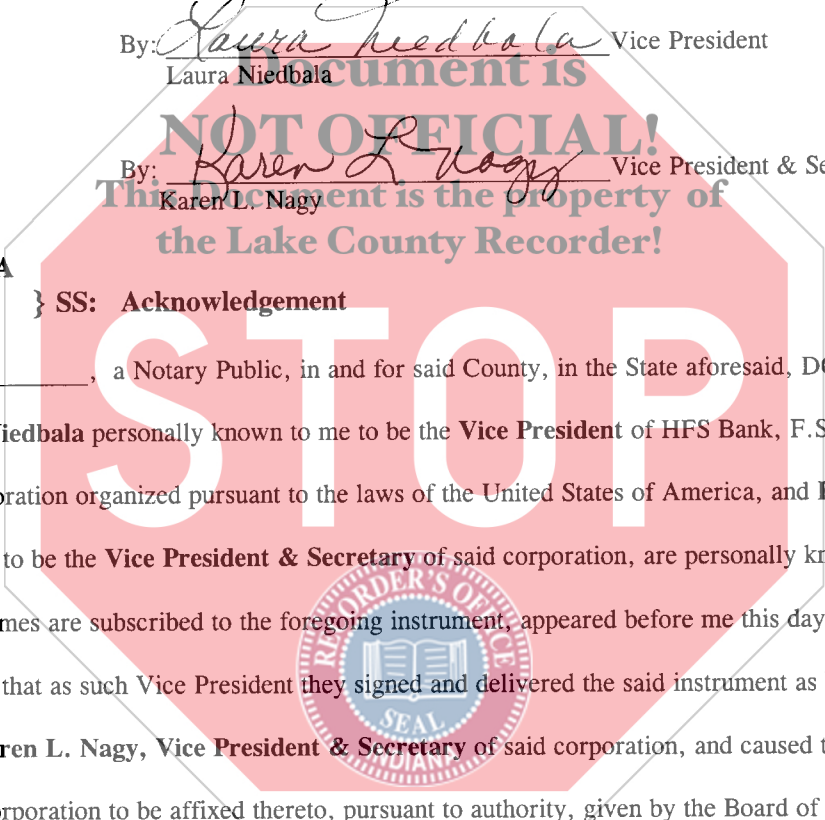 By: Laura Niedbala Vice President
Laura Niedbala
Document is
NOT OFFICIAL!
By: Karen L Nagy Vice President & Se
This Document is the property of
Karen L. Nagy
the Lake County Recorder!
A
} SS: Acknowledgement
STOP
, a Notary Public, in and for said County, in the State aforesaid, D
iedbala personally known to me to be the Vice President of HFS Bank, F.S
oration organized pursuant to the laws of the United States of America, and
to be the Vice President & Secretary of said corporation, are personally kn
mes are subscribed to the foregoing instrument, appeared before me this day
that as such Vice President they signed and delivered the said instrument as
ren L. Nagy, Vice President & Secretary of said corporation, and caused t
rporation to be affixed thereto, pursuant to authority, given by the Board of
RECORDER'S OFFICE
SEAL
INDIANA